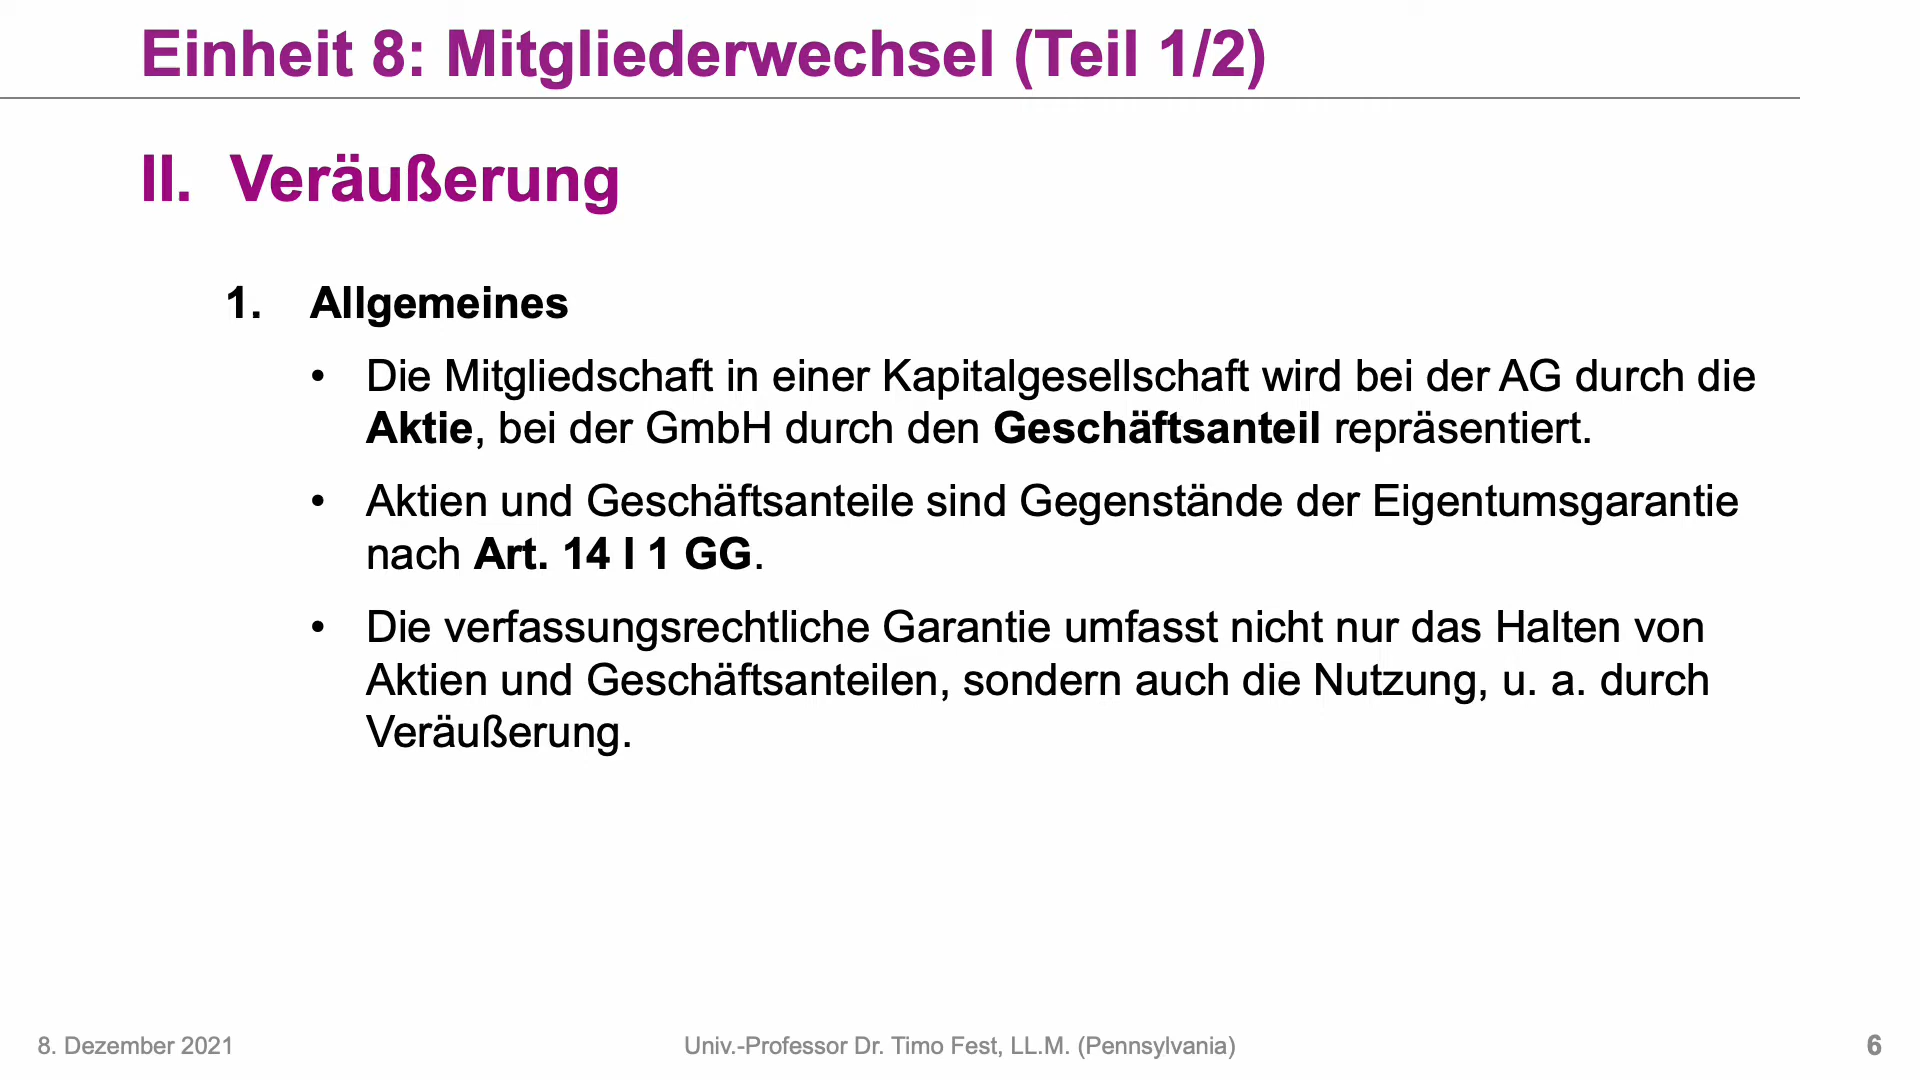 Einheit 8: Mitgliederwechsel (Teil 1/2)
II. Veräußerung
1. Allgemeines
• Die Mitgliedschaft in einer Kapitalgesellschaft wird bei der AG durch die
Aktie, bei der GmbH durch den Geschäftsanteil repräsentiert.
• Aktien und Geschäftsanteile sind Gegenstände der Eigentumsgarantie
nach Art. 14 I 1 GG.
• Die verfassungsrechtliche Garantie umfasst nicht nur das Halten von
Aktien und Geschäftsanteilen, sondern auch die Nutzung, u. a. durch
Veräußerung.
8. Dezember 2021
Univ.-Professor Dr. Timo Fest, LL.M. (Pennsylvania)
6